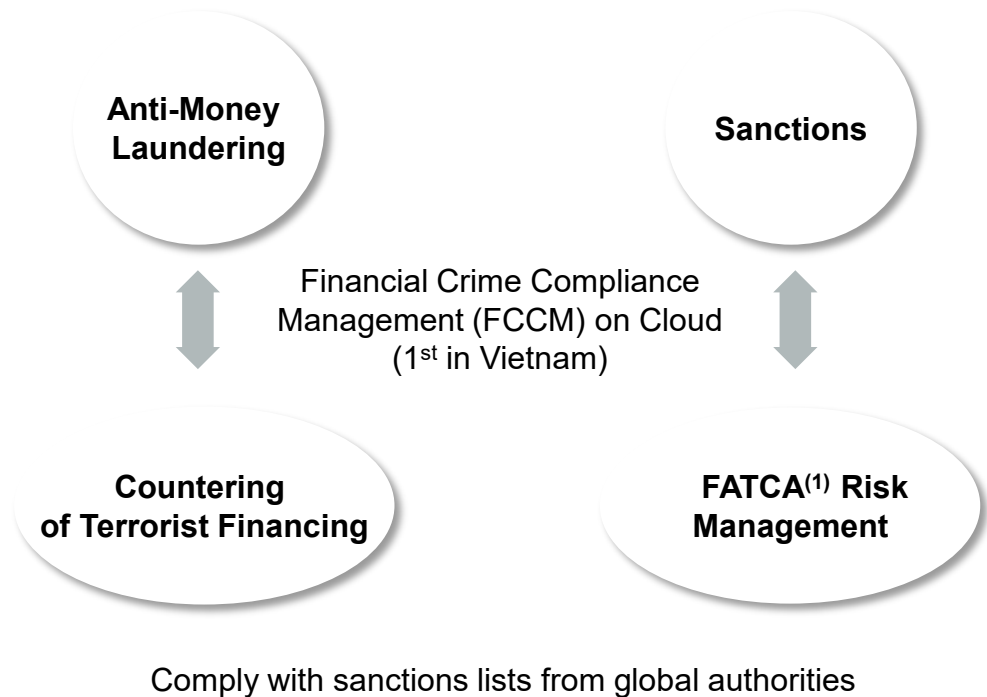 Anti-Money
Laundering
Sanctions
Financial Crime Compliance
Management (FCCM) on Cloud
(1st in Vietnam)
Countering
of Terrorist Financing
FATCA(1) Risk
Management
Comply with sanctions lists from global authorities